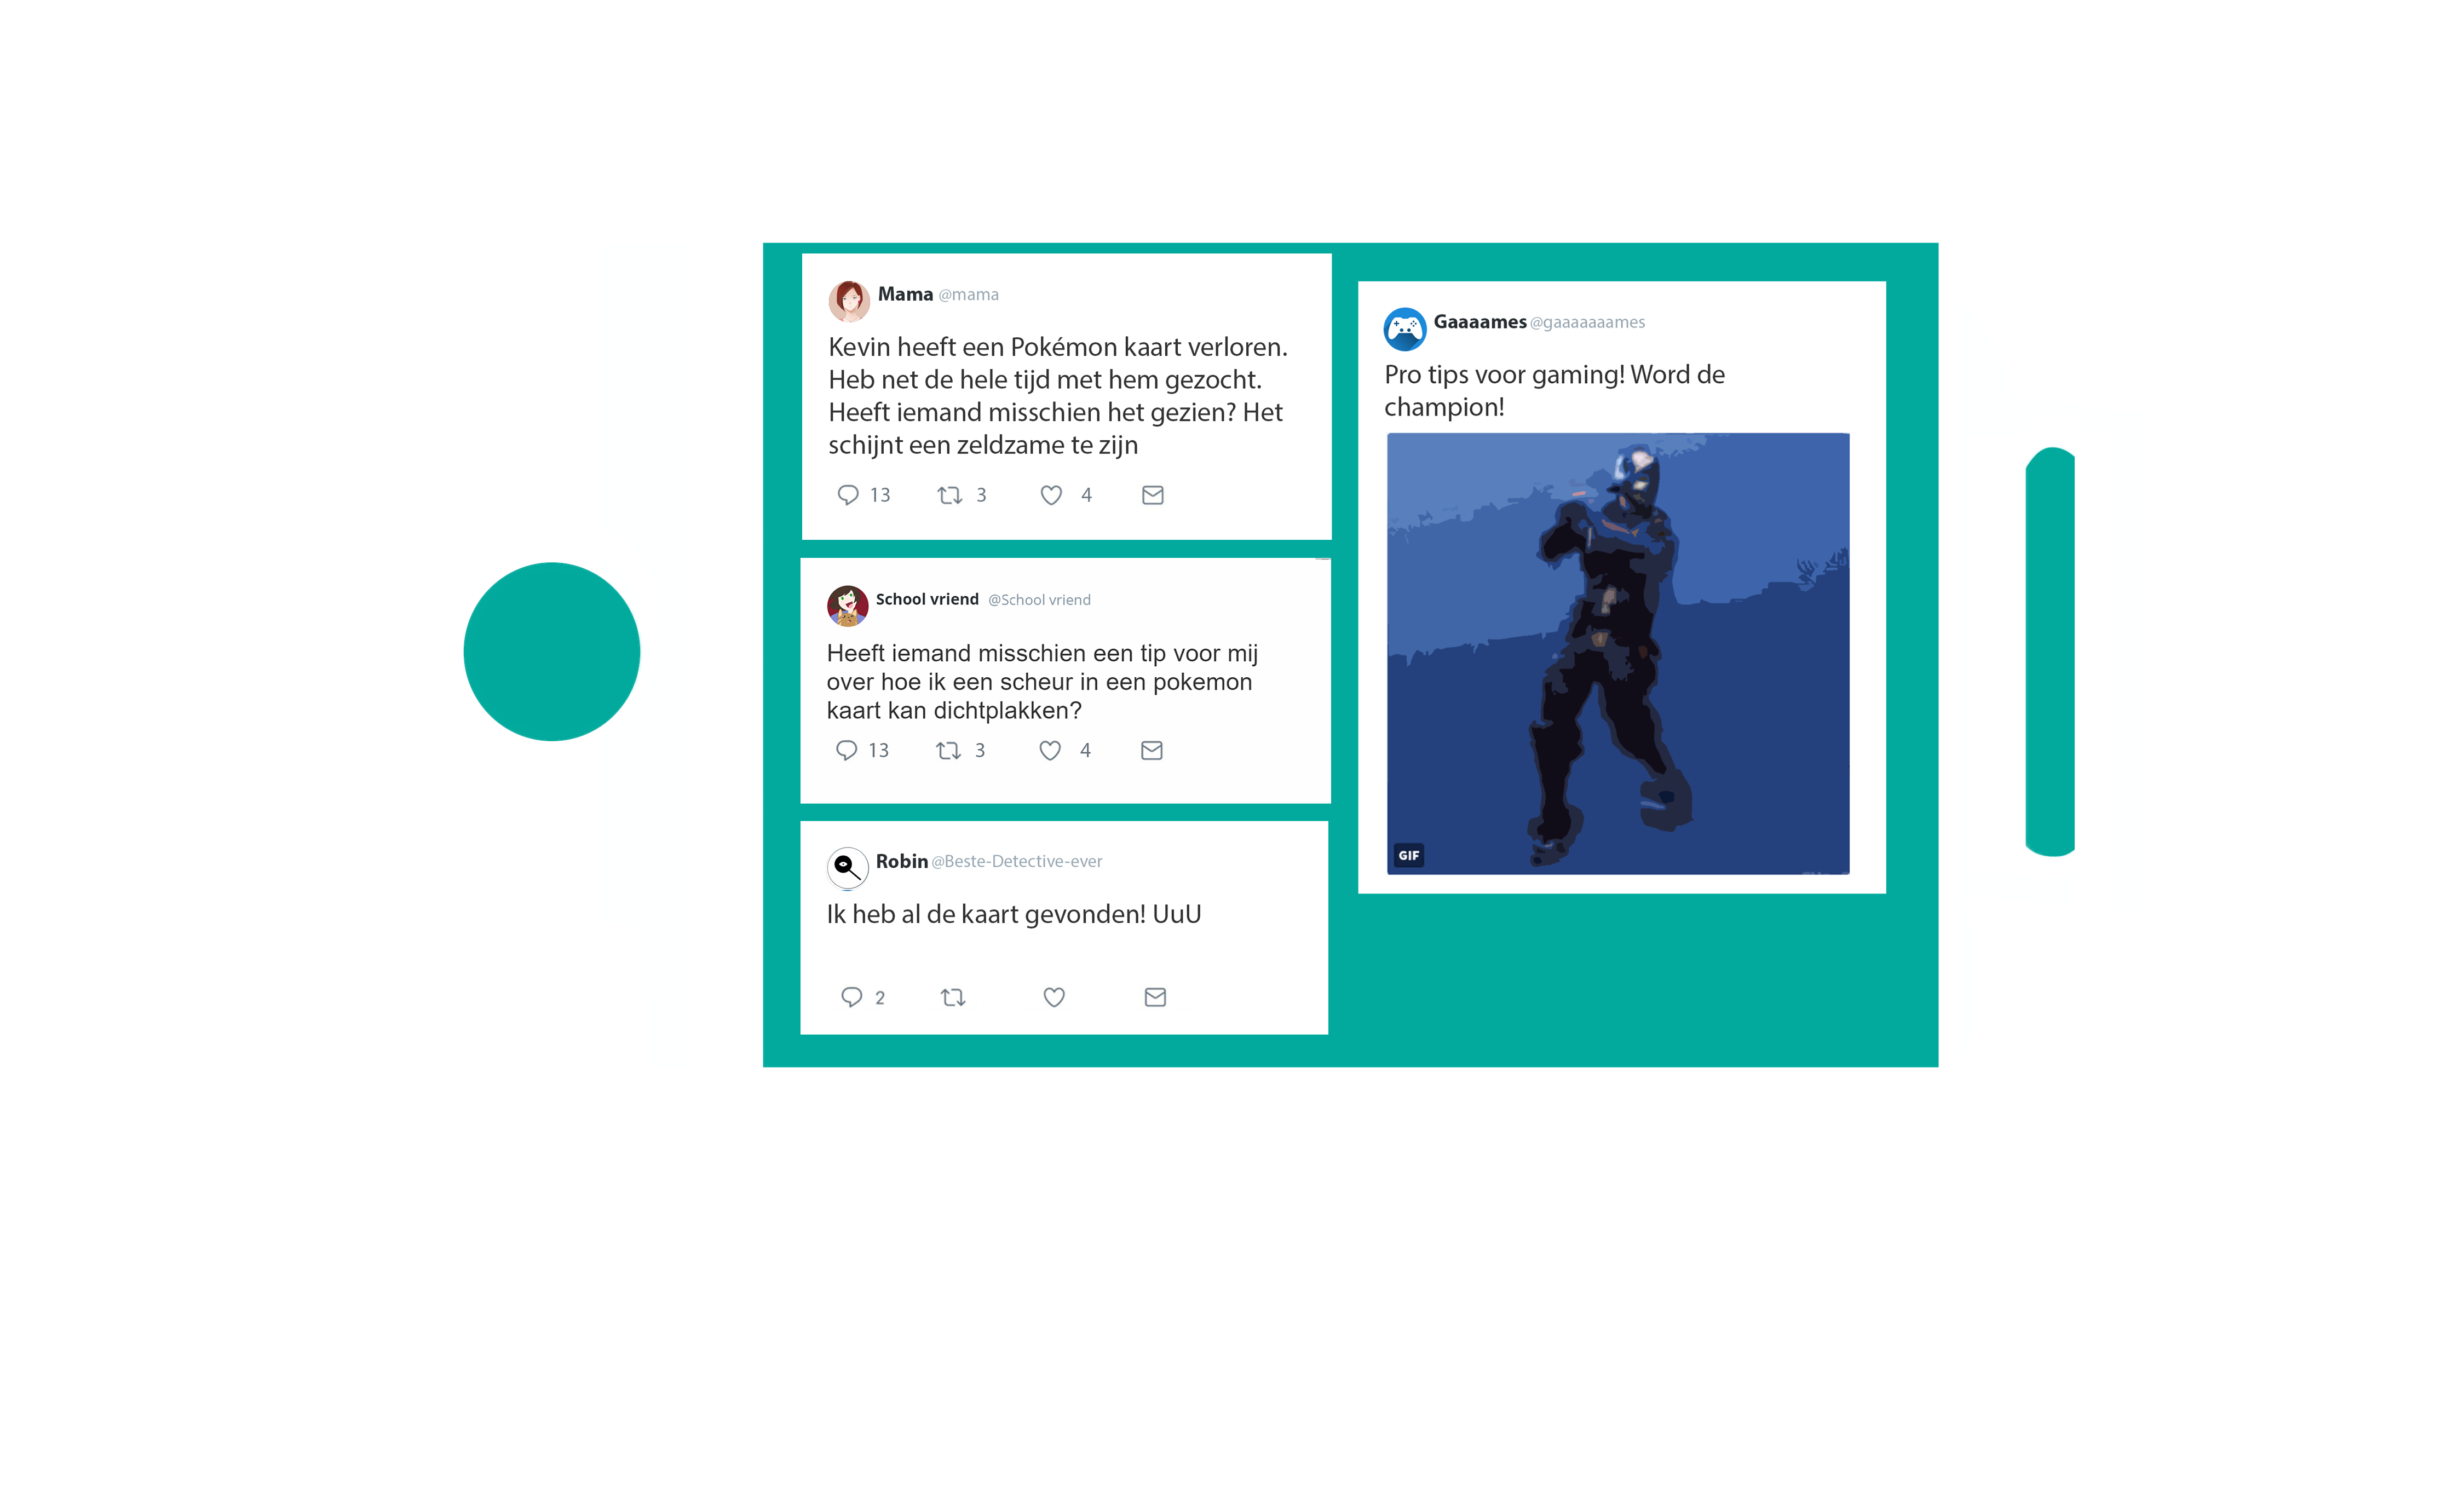 Mama @mama
Kevin heeft een Pokémon kaart verloren.
Heb net de hele tijd met hem gezocht.
Heeft iemand misschien het gezien? Het
schijnt een zeldzame te zijn
13 3 4
School vriend @School vriend
Heeft iemand misschien een tip voor mij
over hoe ik een scheur in een pokemon
kaart kan dichtplakken?
13 3 4
Robin @Beste-Detective-ever
Ik heb al de kaart gevonden! UuU
2
Gaaaames @gaaaaaaames
Pro tips voor gaming! Word de
champion!
GIF